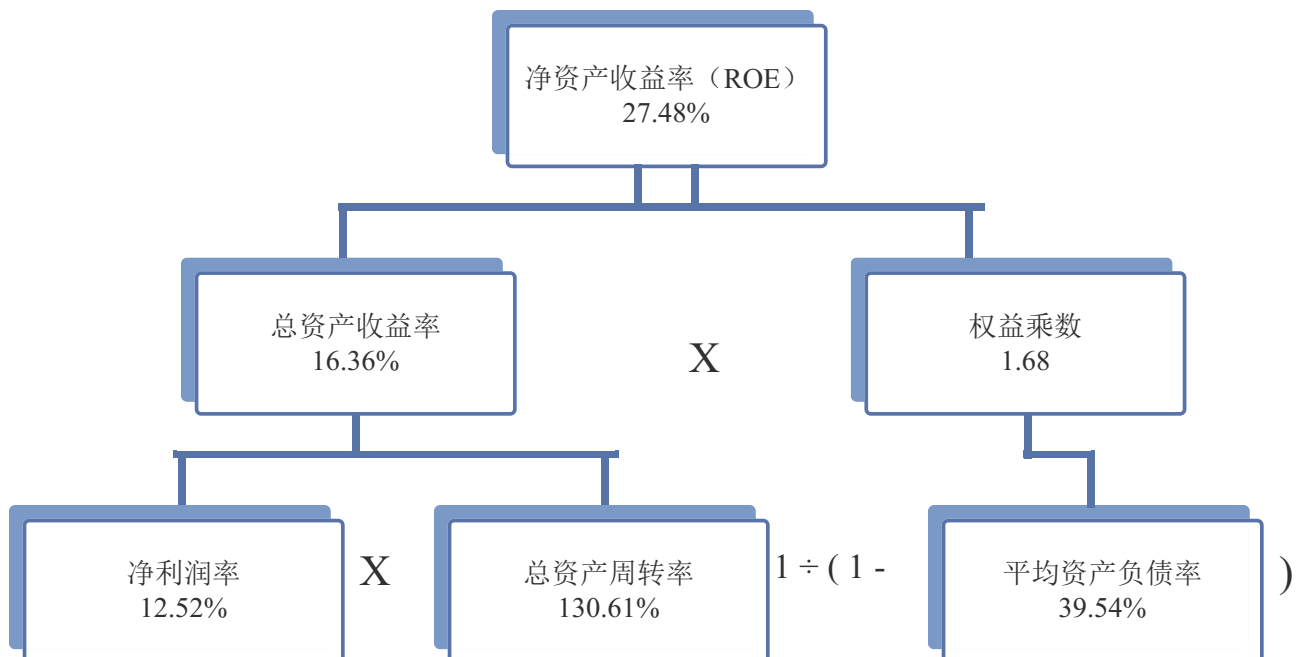 净资产收益率（ROE）
27.48%
总资产收益率
16.36%
X
权益乘数
1.68
净利润率
12.52%
X
总资产周转率
130.61%
1 ÷ ( 1 -
平均资产负债率
39.54%
)